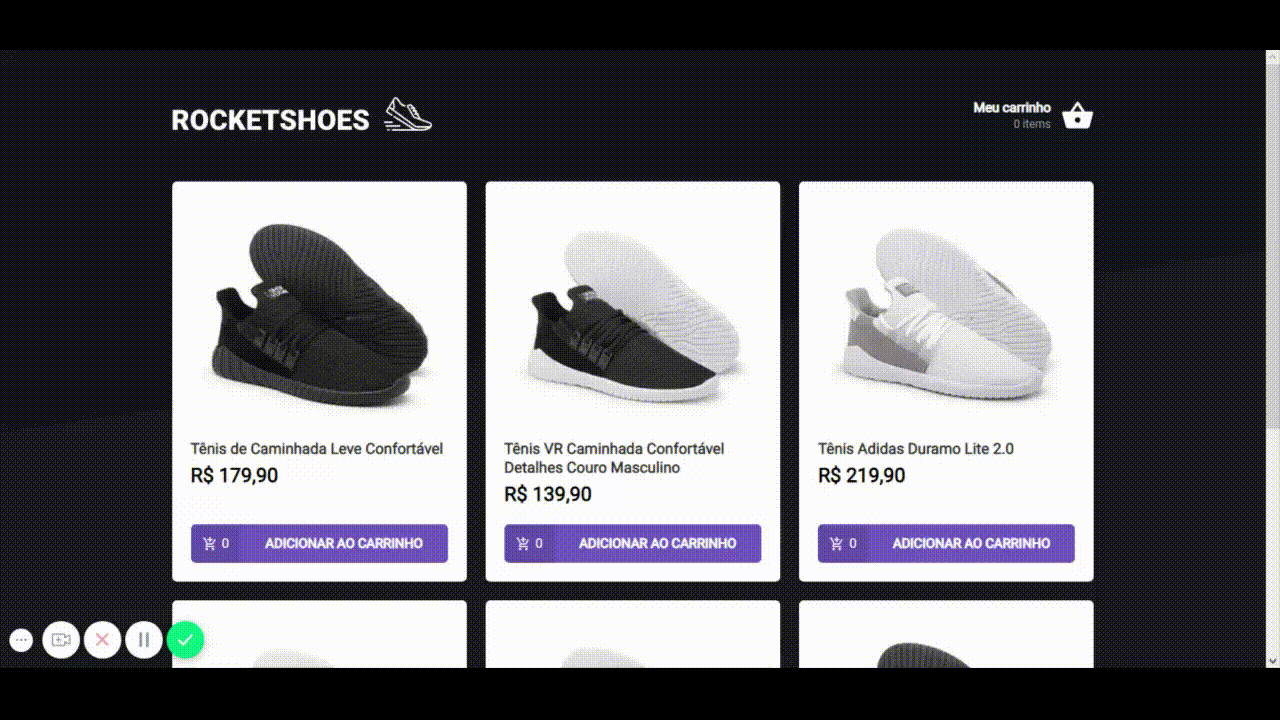 ROCKETSHOES
Meu carrinho
0 items
Tênis de Caminhada Leve Confortável
R$ 179,90
0 ADICIONAR AO CARRINHO
Tênis VR Caminhada Confortável
Detalhes Couro Masculino
R$ 139,90
0 ADICIONAR AO CARRINHO
Tênis Adidas Duramo Lite 2.0
R$ 219,90
0 ADICIONAR AO CARRINHO